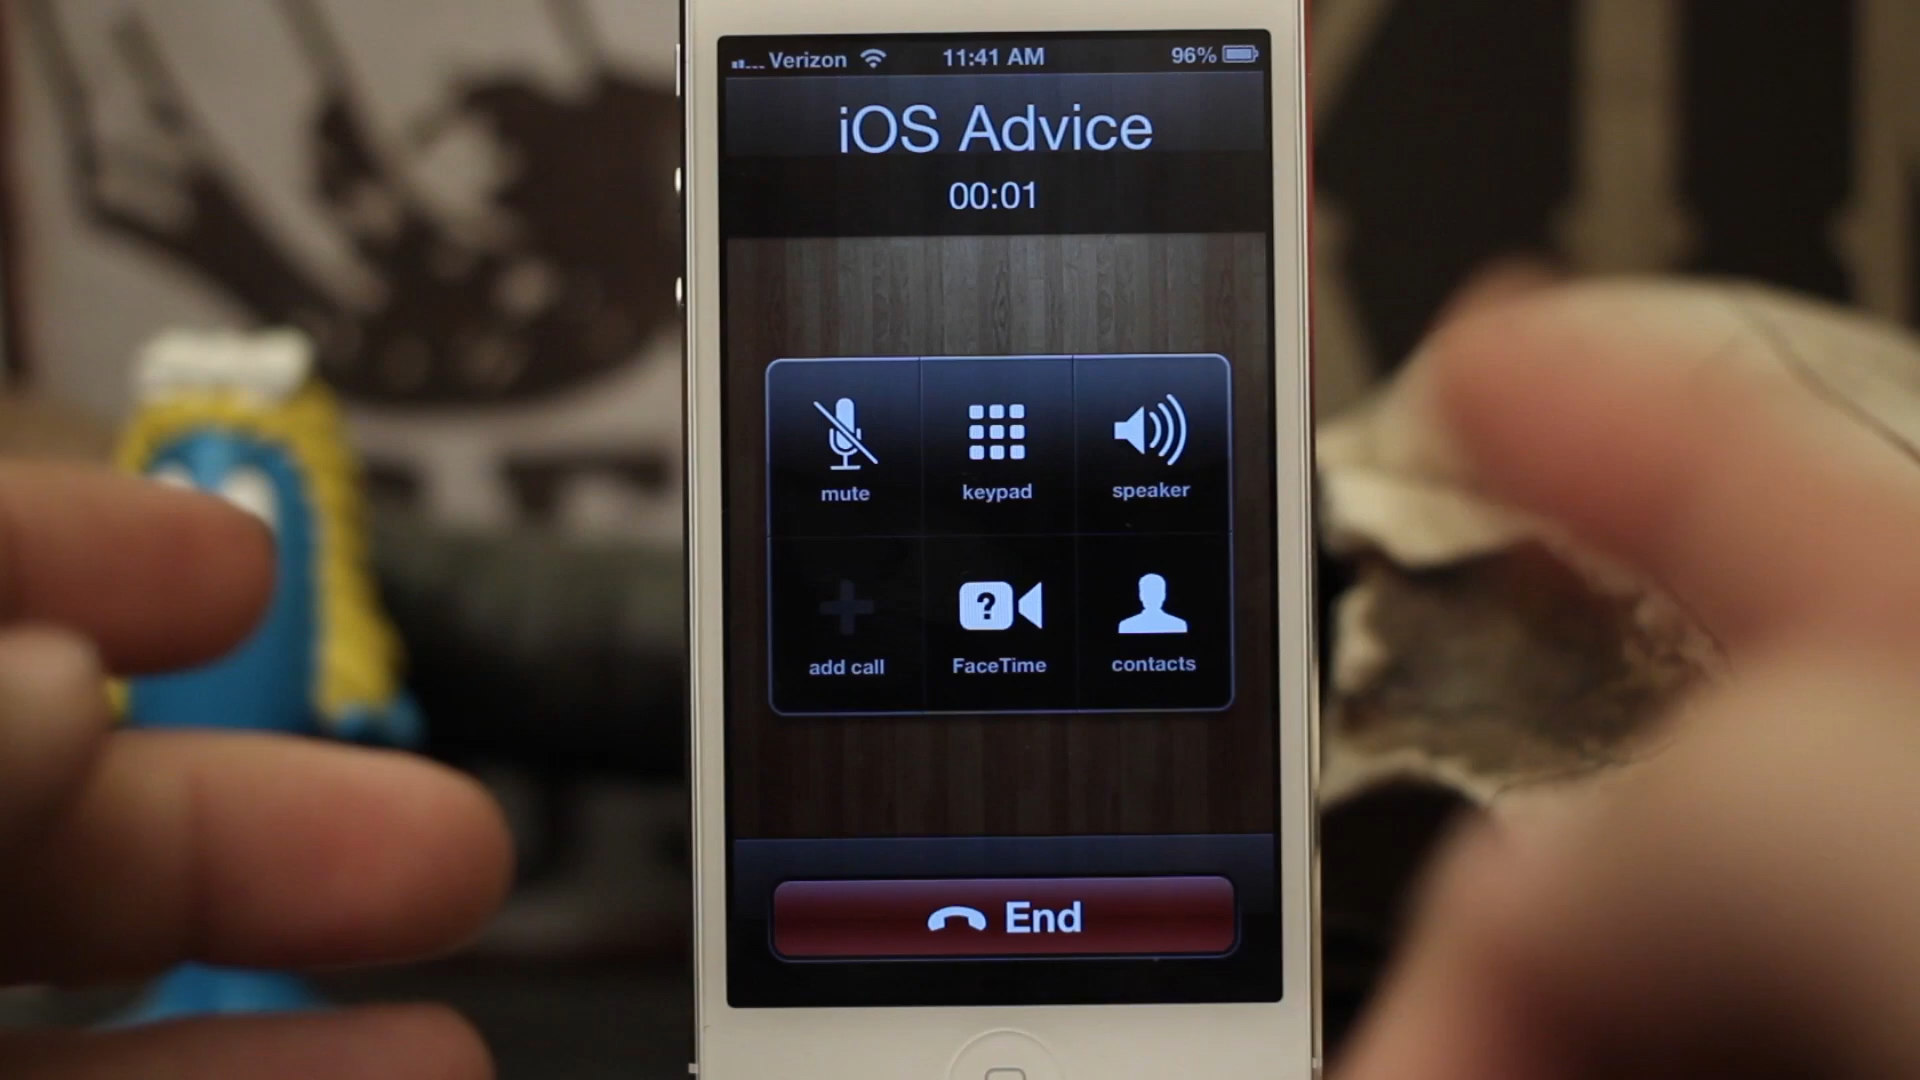 Verizon 11:41 AM 96%
iOS Advice
00:01
mute keypad speaker
?
add call FaceTime contacts
End